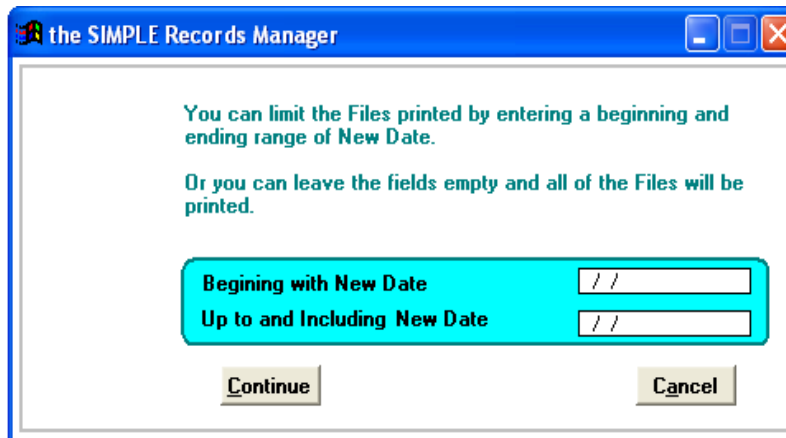 the SIMPLE Records Manager
You can limit the Files printed by entering a beginning and
ending range of New Date.
Or you can leave the fields empty and all of the Files will be
printed.
Begining with New Date / /
Up to and Including New Date / /
Continue Cancel